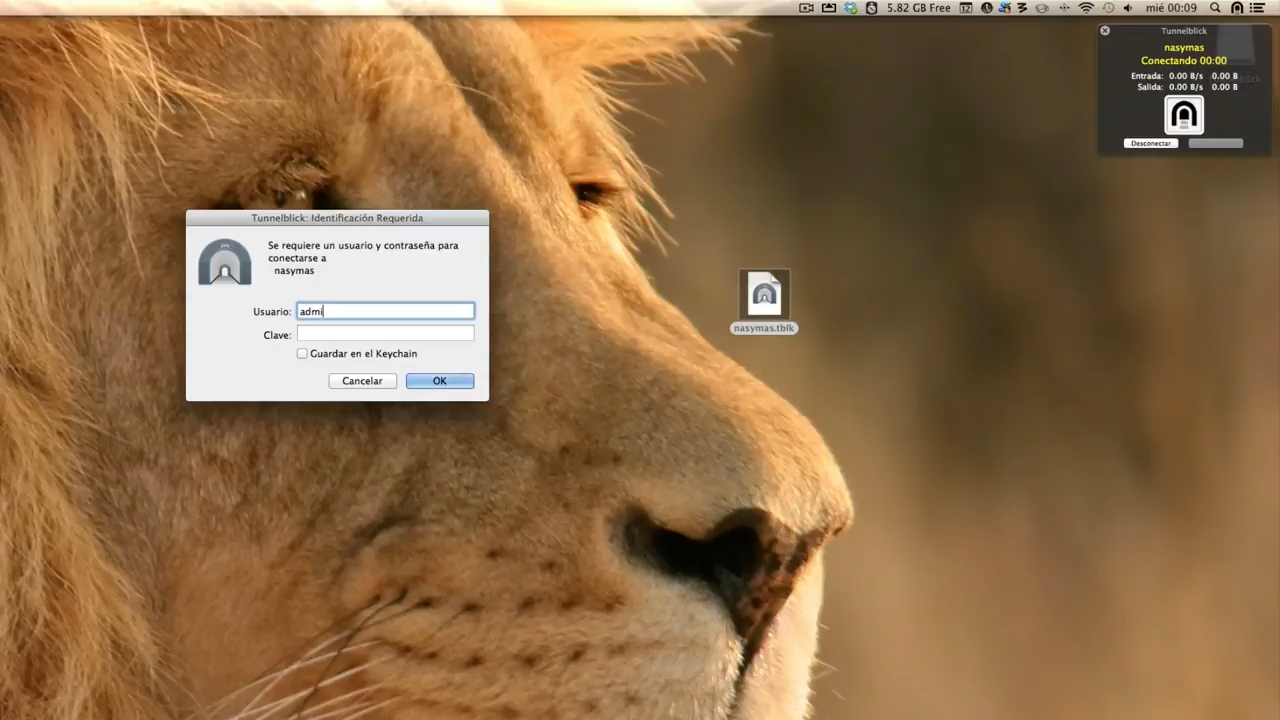 5.82 GB Free
mié 00:09
Tunnelblick
nasymas
Conectando 00:00
Entrada: 0.00 B/s 0.00 B
Salida: 0.00 B/s 0.00 B
Desconectar
Tunnelblick: Identificación Requerida
Se requiere un usuario y contraseña para
conectarse a
nasymas
Usuario: admi
Clave:
Guardar en el Keychain
Cancelar
OK
nasymas.tblk